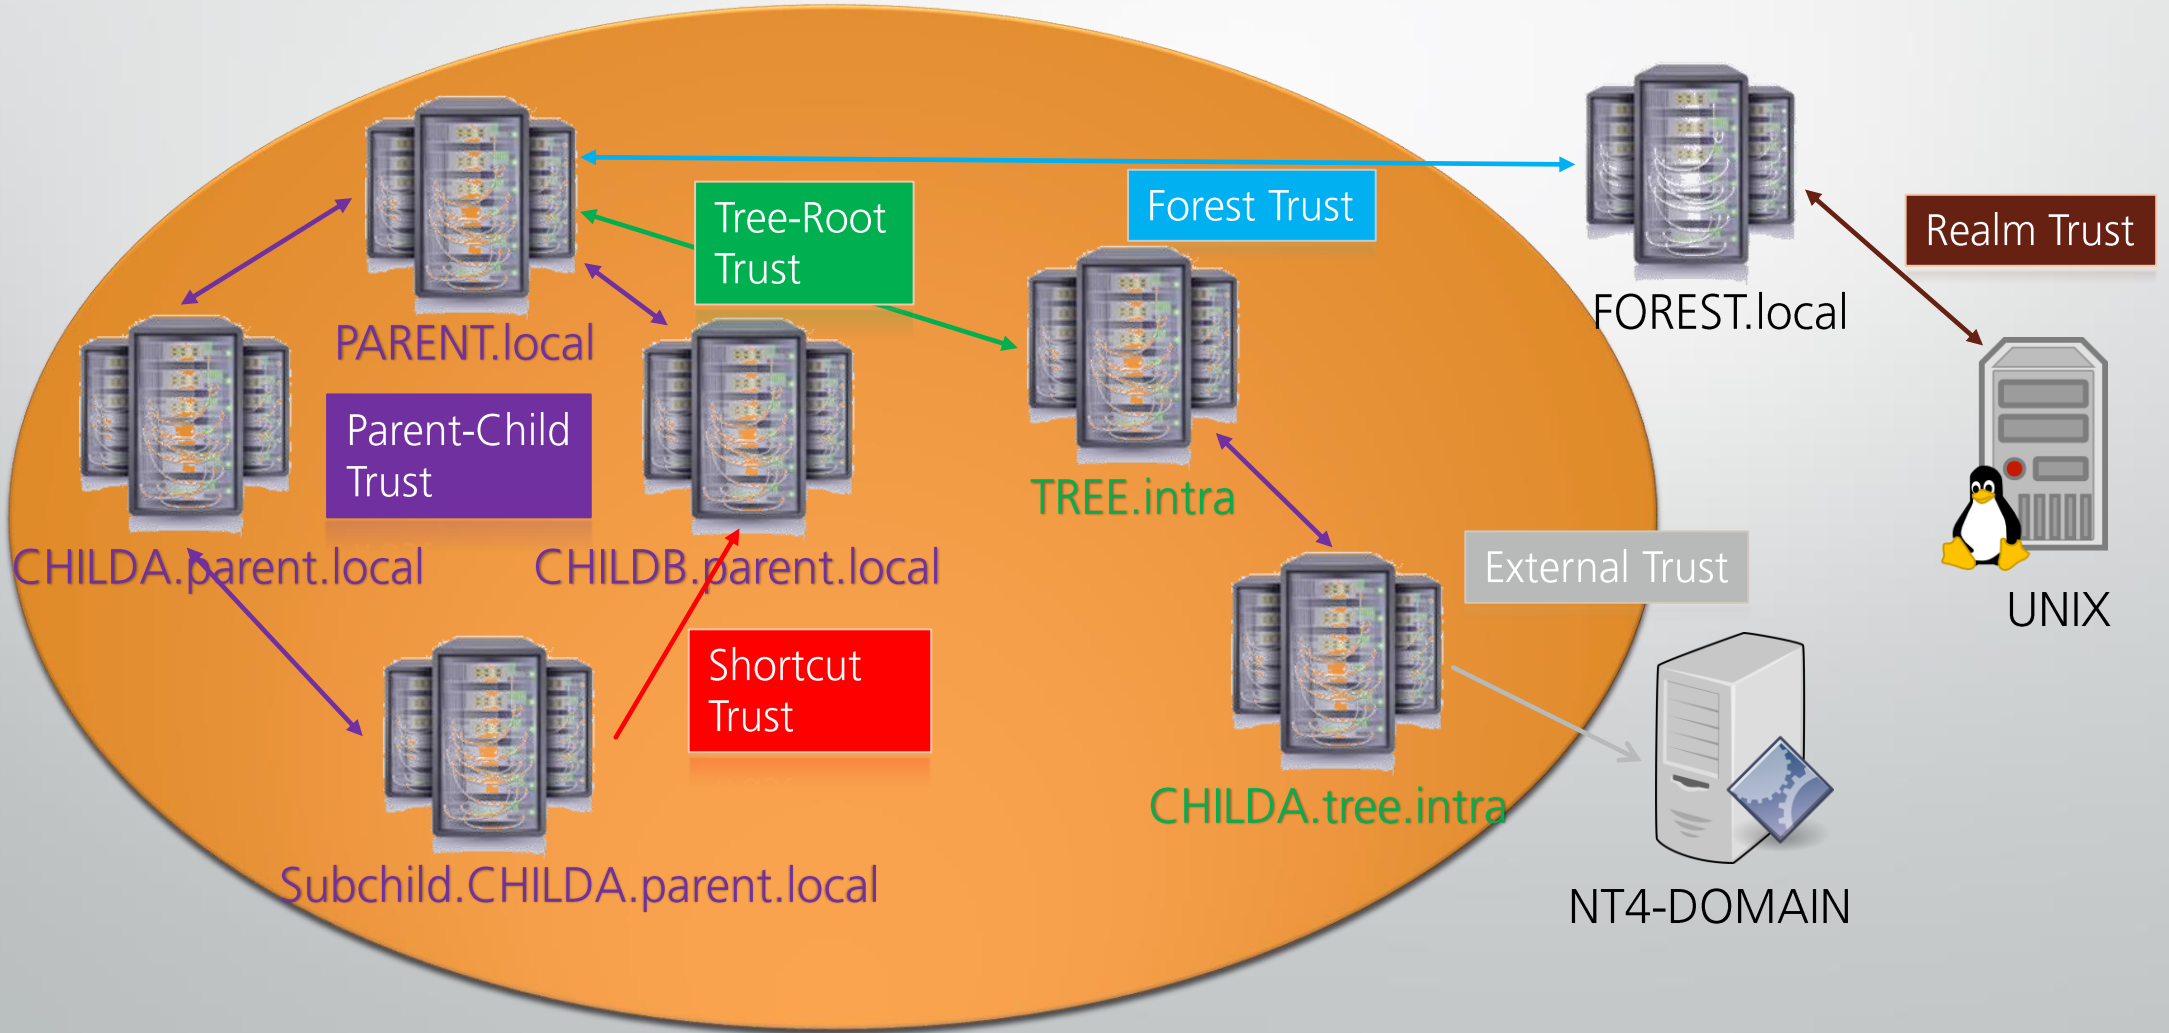 Forest Trust
Tree-Root
Trust
Realm Trust
FOREST.local
PARENT.local
Parent-Child
Trust
TREE.intra
CHILDA.parent.local
CHILDB.parent.local
External Trust
UNIX
Shortcut
Trust
CHILDA.tree.intra
Subchild.CHILDA.parent.local
NT4-DOMAIN